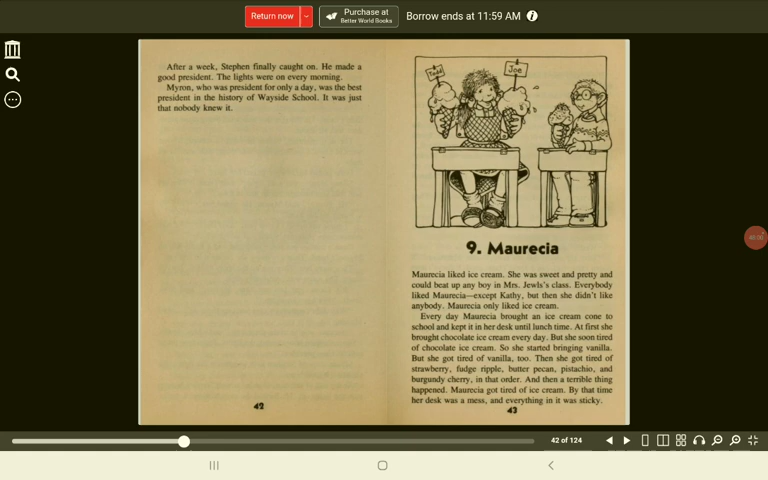 Return now
Purchase at
Better World Books
Borrow ends at 11:59 AM
After a week, Stephen finally caught on. He made a
good president. The lights were on every morning.
Myron, who was president for only a day, was the best
president in the history of Wayside School. It was just
that nobody knew it.
42
Todd
Joe
9. Maurecia
Maurecia liked ice cream. She was sweet and pretty and
could beat up any boy in Mrs. Jewls's class. Everybody
liked Maurecia—except Kathy, but then she didn't like
anybody. Maurecia only liked ice cream.
Every day Maurecia brought an ice cream cone to
school and kept it in her desk until lunch time. At first she
brought chocolate ice cream every day. But she soon tired
of chocolate ice cream. So she started bringing vanilla.
But she got tired of vanilla, too. Then she got tired of
strawberry, fudge ripple, butter pecan, pistachio, and
burgundy cherry, in that order. And then a terrible thing
happened. Maurecia got tired of ice cream. By that time
her desk was a mess, and everything in it was sticky.
43
42 of 124